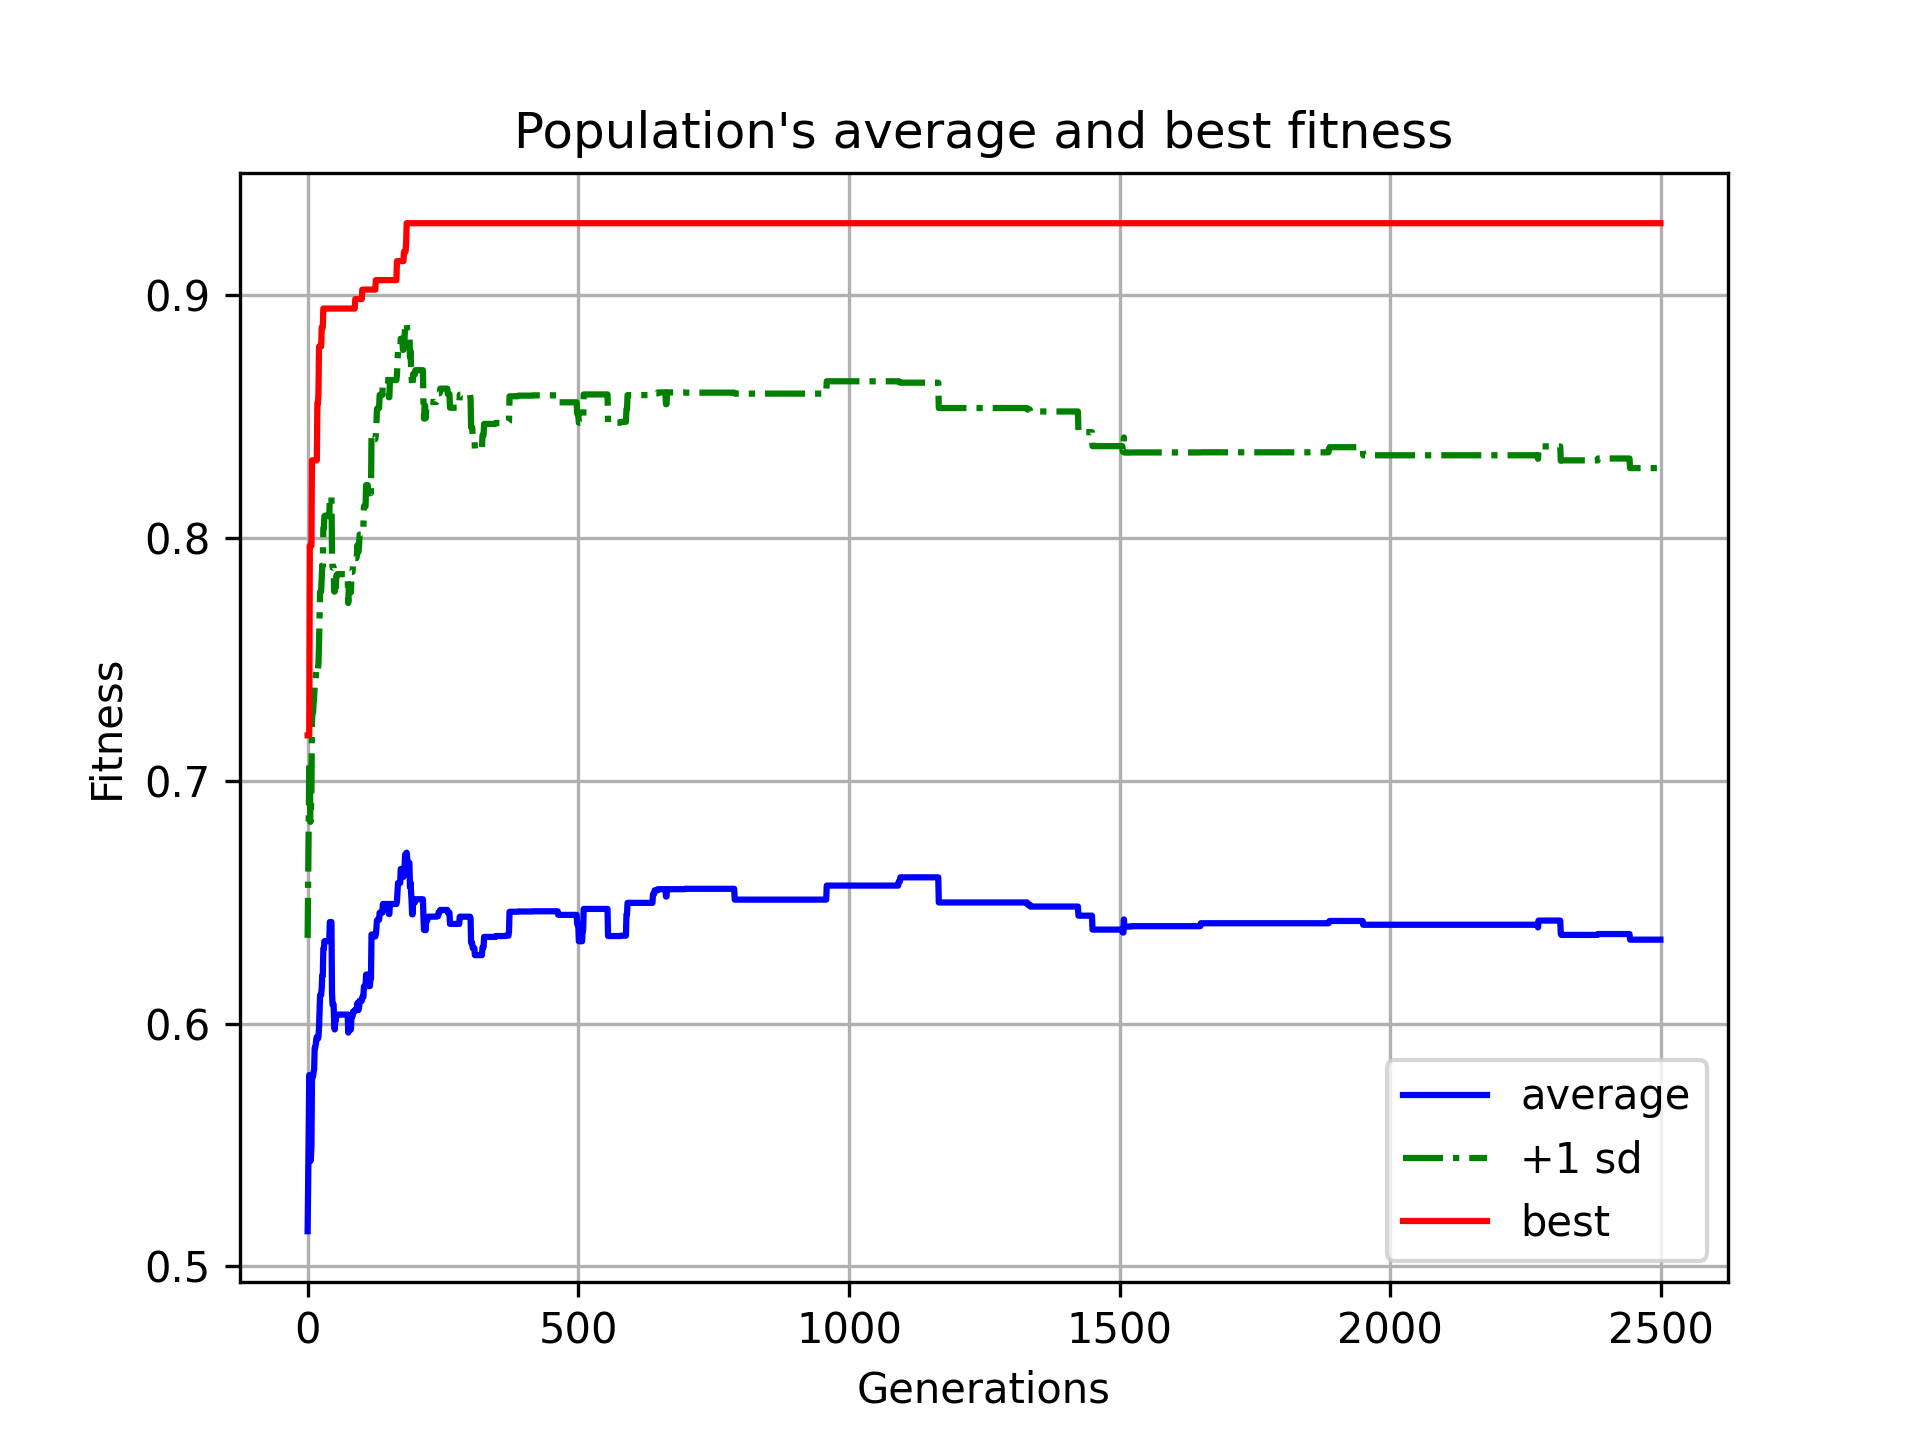 Population's average and best fitness
Fitness
0.9
0.8
0.7
0.6
0.5
0 500 1000 1500 2000 2500
Generations
average
+1 sd
best